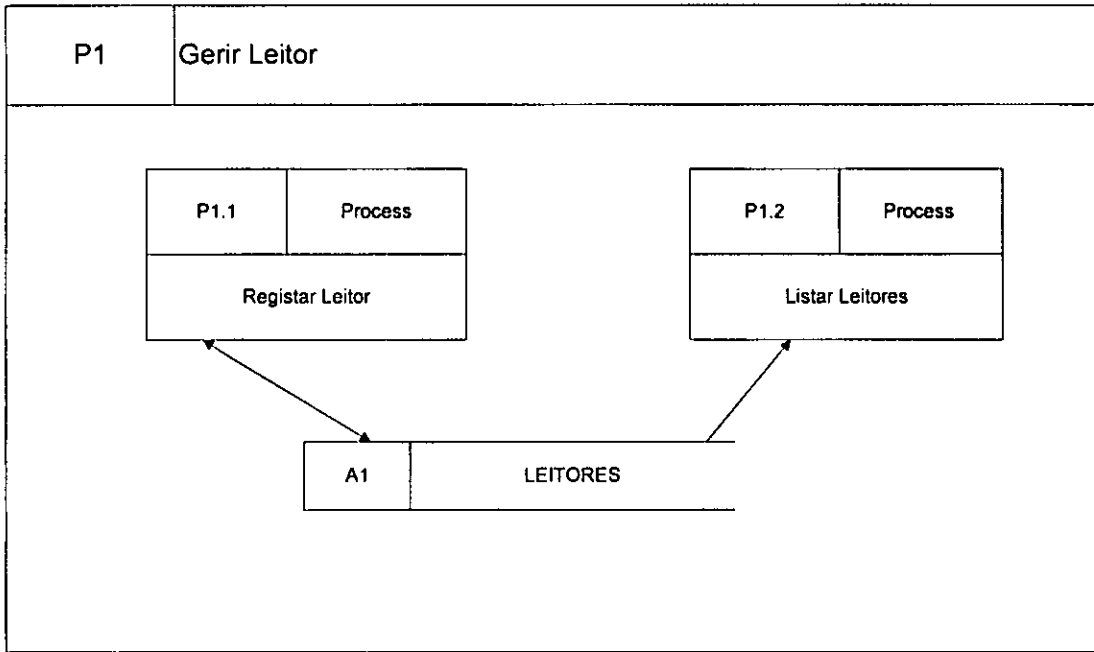 P1 Gerir Leitor
P1.1 Process
Registar Leitor
P1.2 Process
Listar Leitores
A1 LEITORES